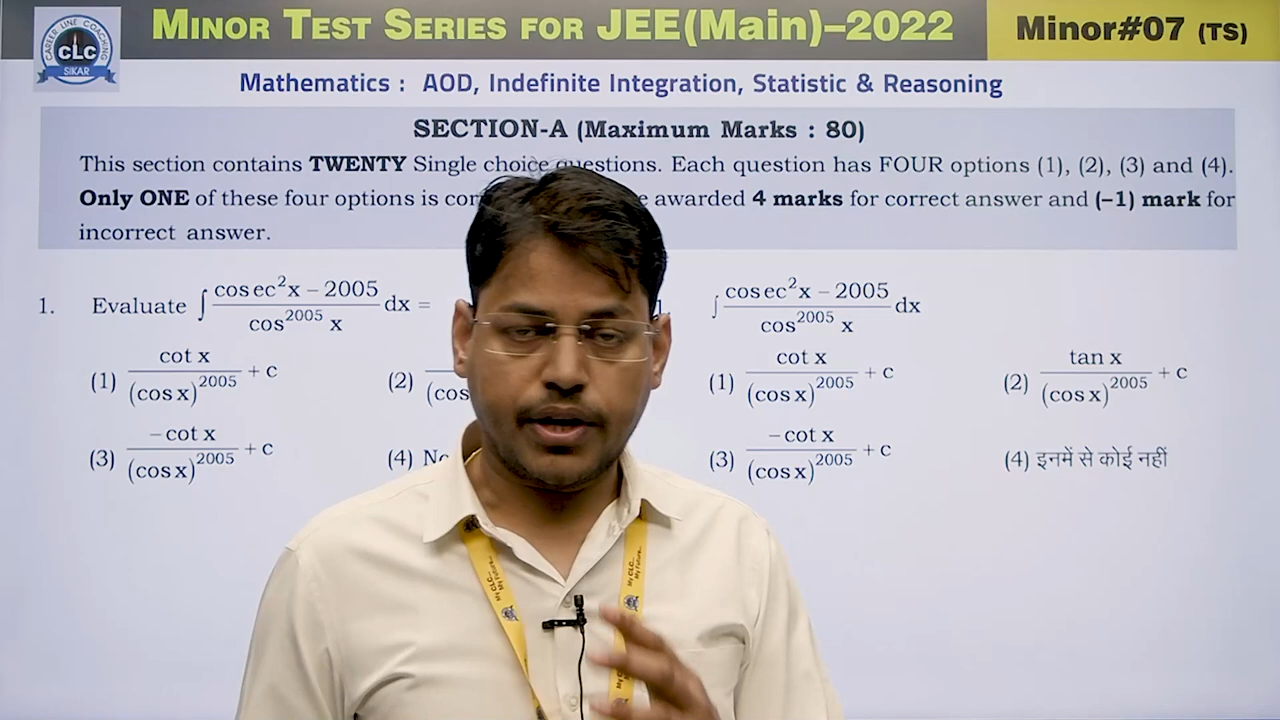 MINOR TEST SERIES FOR JEE(Main)–2022
Minor#07 (TS)
CAREER LINE COACHING
CLC
SIKAR
Mathematics : AOD, Indefinite Integration, Statistic & Reasoning
SECTION-A (Maximum Marks : 80)
This section contains TWENTY Single choice questions. Each question has FOUR options (1), (2), (3) and (4).
Only ONE of these four options is awarded 4 marks for correct answer and (–1) mark for
incorrect answer.
1. Evaluate ∫ (cosec²x – 2005)/(cos²⁰⁰⁵ x) dx =
(1) cot x/(cos x)²⁰⁰⁵ + c (2) (cos
(3) –cot x/(cos x)²⁰⁰⁵ + c (4)
∫ (cosec²x – 2005)/(cos²⁰⁰⁵ x) dx
(1) cot x/(cos x)²⁰⁰⁵ + c (2) tan x/(cos x)²⁰⁰⁵ + c
(3) –cot x/(cos x)²⁰⁰⁵ + c (4) इनमें से कोई नहीं
My CLC...
My Future...
My CLC...
My Future...